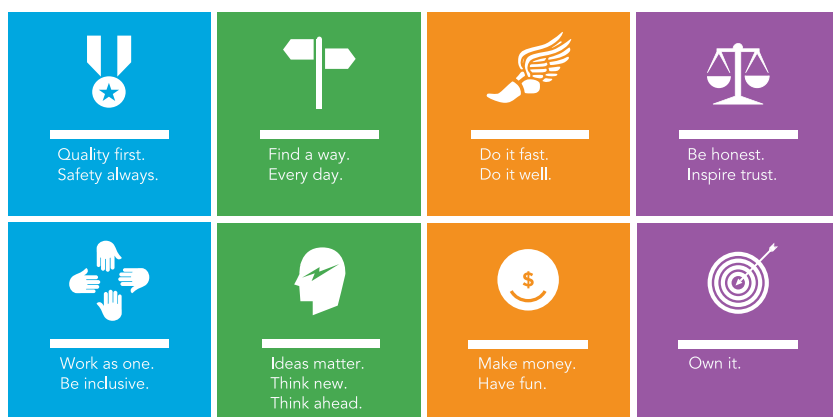 Quality first.
Safety always.
Find a way.
Every day.
Do it fast.
Do it well.
Be honest.
Inspire trust.
Work as one.
Be inclusive.
Ideas matter.
Think new.
Think ahead.
$
Make money.
Have fun.
Own it.